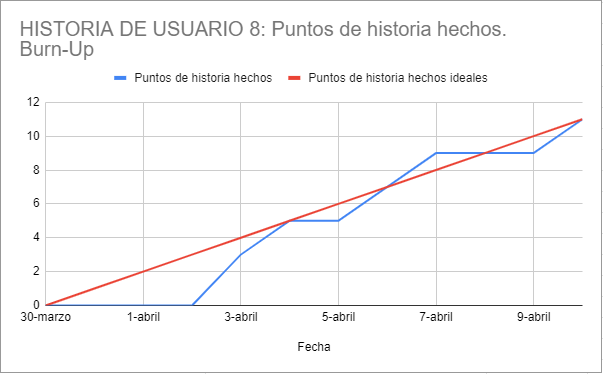 HISTORIA DE USUARIO 8: Puntos de historia hechos.
Burn-Up
Puntos de historia hechos
Puntos de historia hechos ideales
12
10
8
6
4
2
0
30-marzo
1-abril
3-abril
5-abril
7-abril
9-abril
Fecha